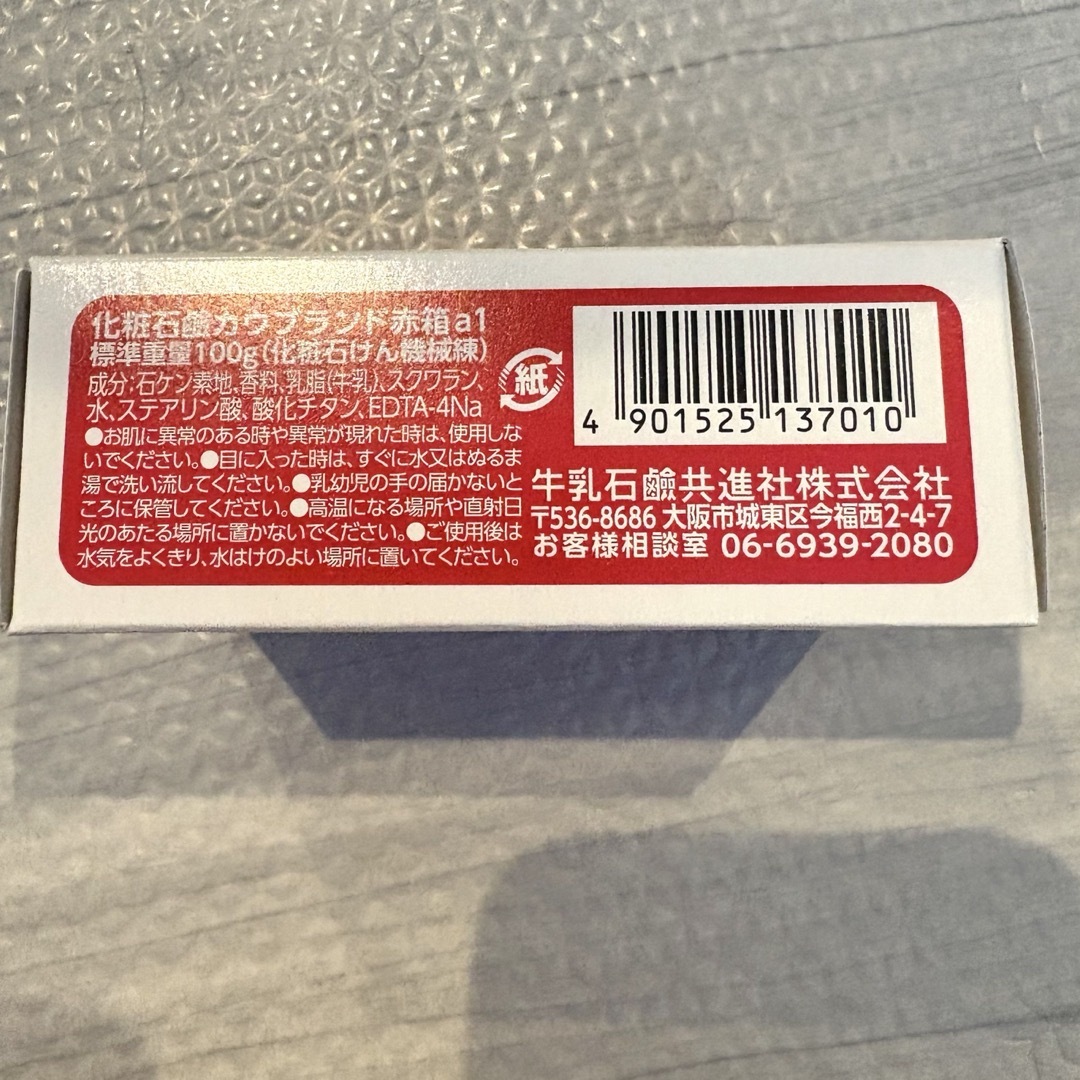 化粧石鹼カウブランド赤箱a1
標準重量100g(化粧石けん機械練)
成分:石ケン素地、香料、乳脂(牛乳)、スクワラン、
水、ステアリン酸、酸化チタン、EDTA-4Na
●お肌に異常のある時や異常が現れた時は、使用しな
いでください。●目に入った時は、すぐに水又はぬるま
湯で洗い流してください。●乳幼児の手の届かないと
ころに保管してください。●高温になる場所や直射日
光のあたる場所に置かないでください。●ご使用後は
水気をよくきり、水はけのよい場所に置いてください。
紙
4 901525 137010
牛乳石鹼共進社株式会社
〒536-8686 大阪市城東区今福西2-4-7
お客様相談室 06-6939-2080